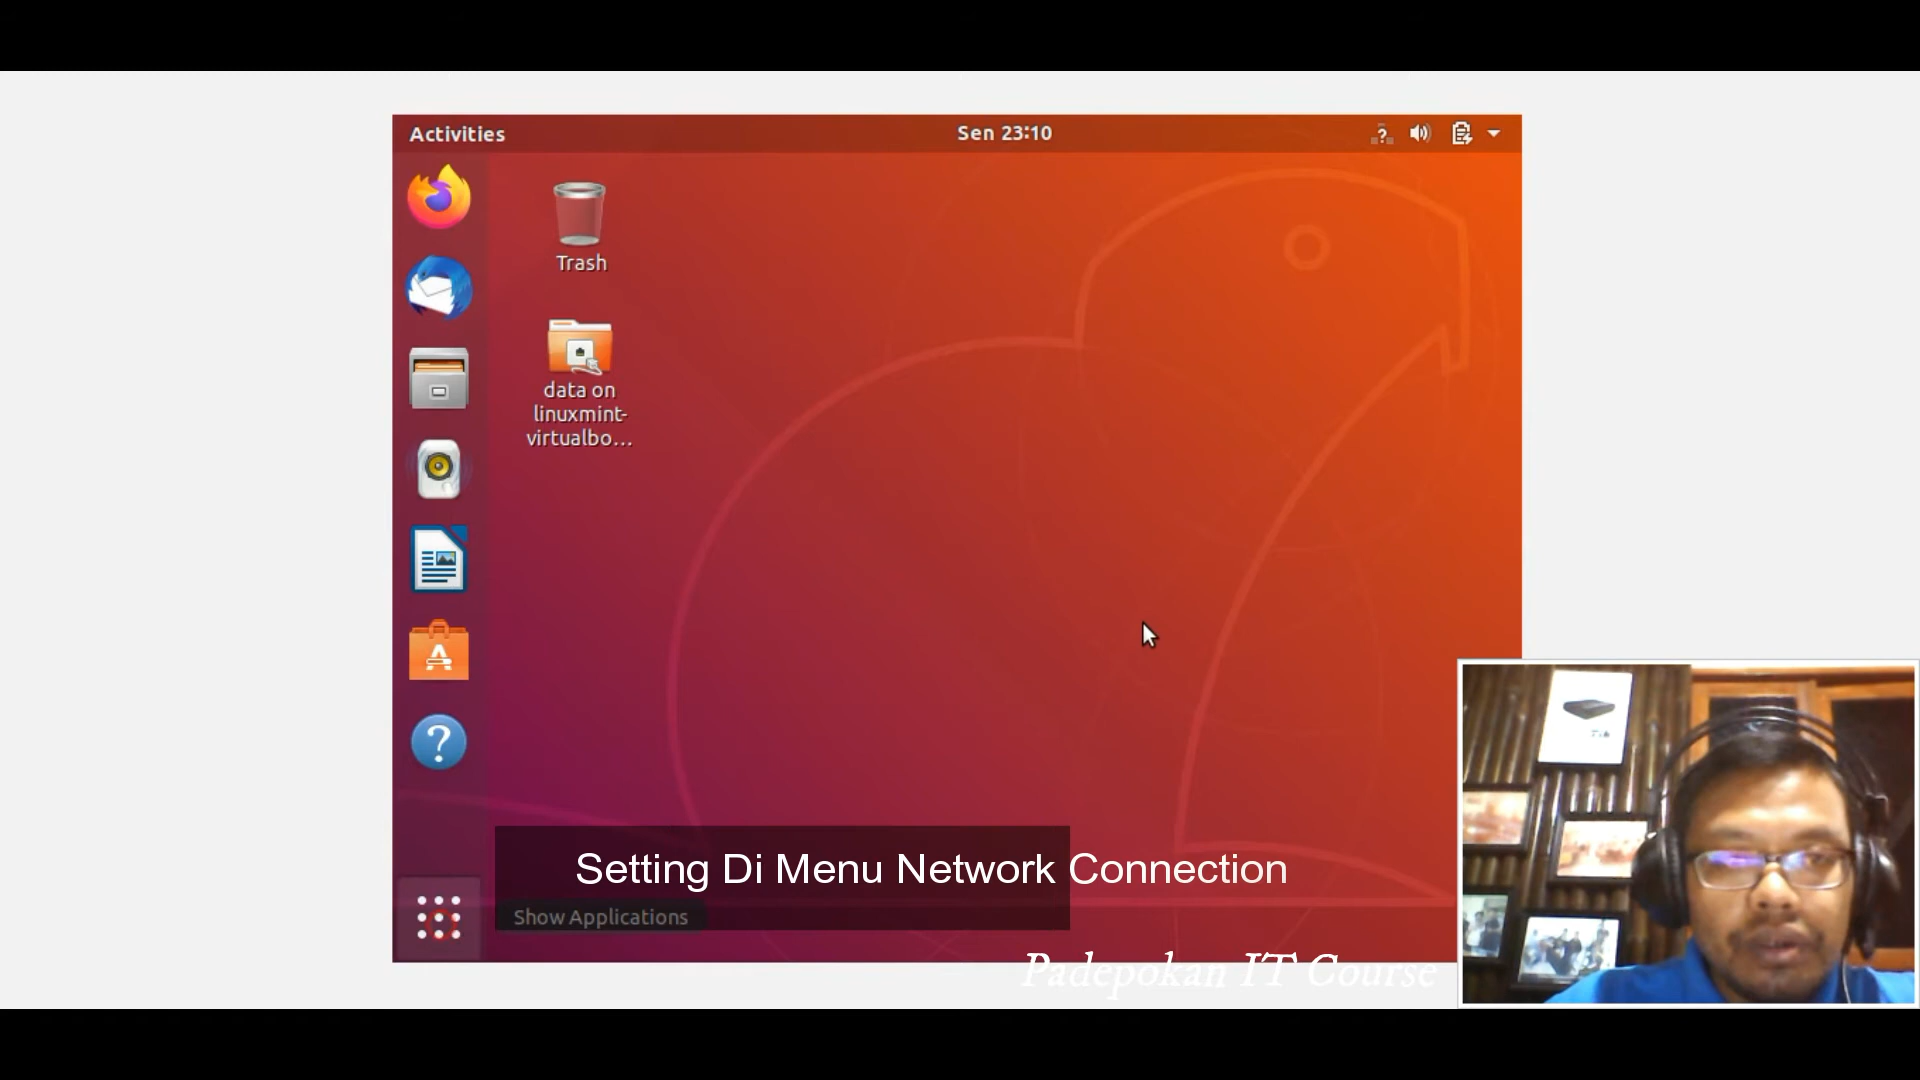 Activities
Sen 23:10
Trash
data on
linuxmint-
virtualbo...
Setting Di Menu Network Connection
Show Applications
Padepokan IT Course